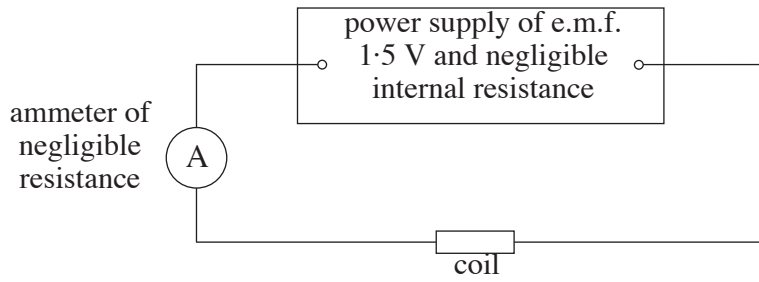 power supply of e.m.f.
1·5 V and negligible
internal resistance
ammeter of
negligible
resistance
A
coil